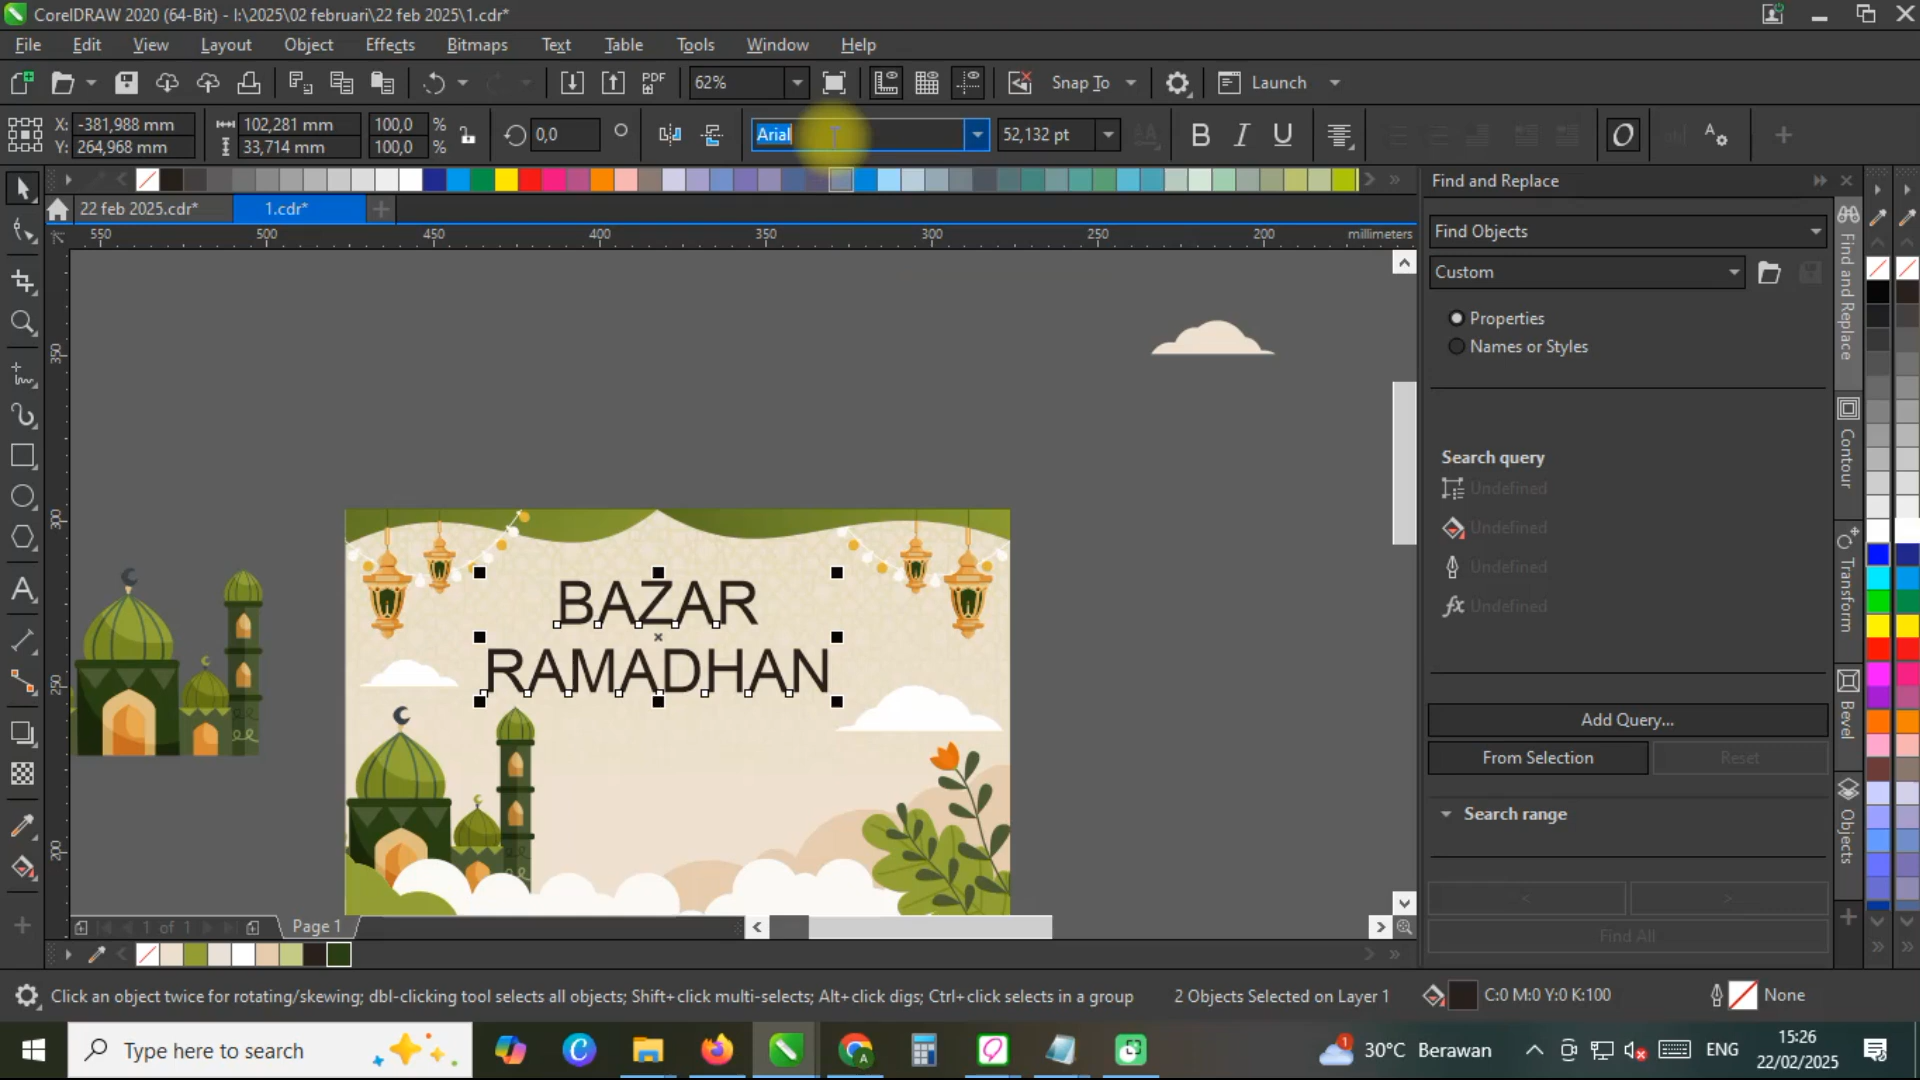 CorelDRAW 2020 (64-Bit) - I:\2025\02 februari\22 feb 2025\1.cdr*
File Edit View Layout Object Effects Bitmaps Text Table Tools Window Help
PDF 62% Snap To Launch
X: -381,988 mm 102,281 mm 100,0 % 0,0 Arial 52,132 pt B I U O
Y: 264,968 mm 33,714 mm 100,0 %
22 feb 2025.cdr* 1.cdr*
550 500 450 400 350 300 250 200 millimeters
350
300
250
200
BAZAR
RAMADHAN
Page 1
1 of 1
Find and Replace
Find Objects
Custom
Properties
Names or Styles
Search query
Undefined
Undefined
Undefined
Undefined
Add Query...
From Selection Reset
Search range
< >
Find All
Find and Replace
Contour
Transform
Bevel
Objects
Click an object twice for rotating/skewing; dbl-clicking tool selects all objects; Shift+click multi-selects; Alt+click digs; Ctrl+click selects in a group 2 Objects Selected on Layer 1 C:0 M:0 Y:0 K:100 None
Type here to search 30°C Berawan ENG 15:26
22/02/2025